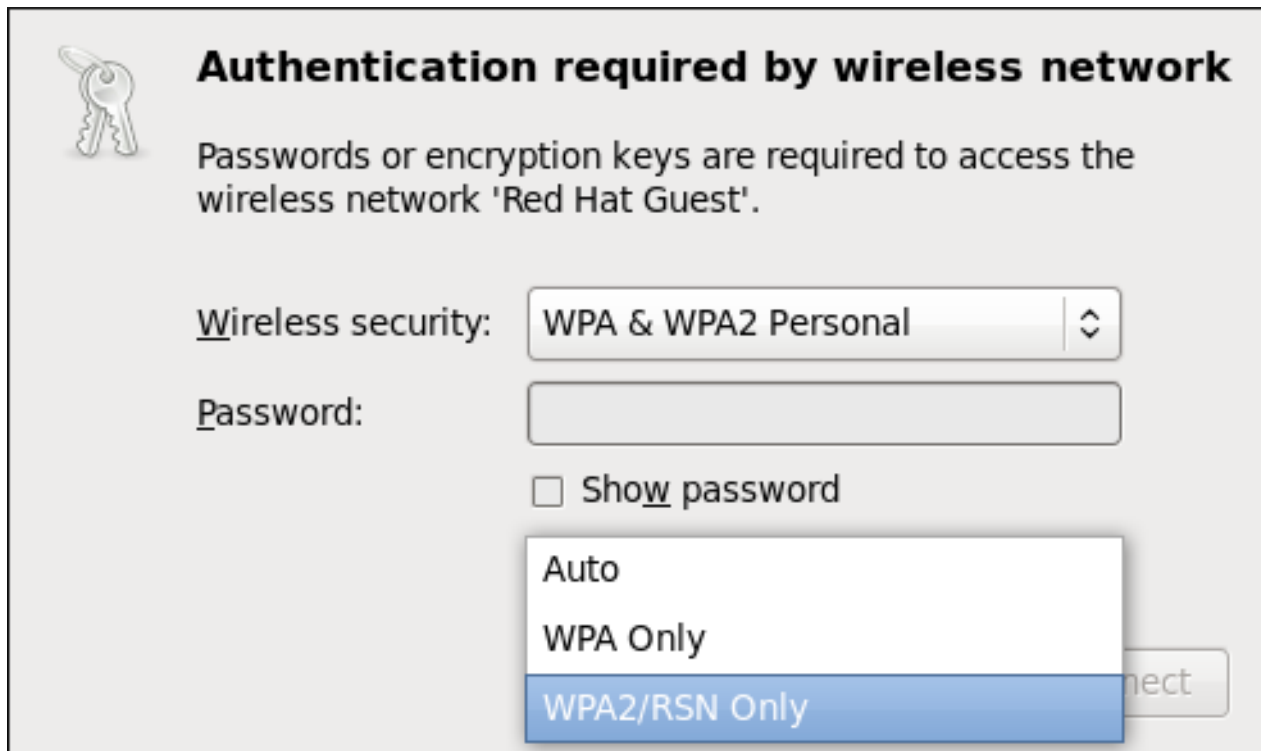 Authentication required by wireless network
Passwords or encryption keys are required to access the
wireless network 'Red Hat Guest'.
Wireless security: WPA & WPA2 Personal
Password:
Show password
Auto
WPA Only
WPA2/RSN Only